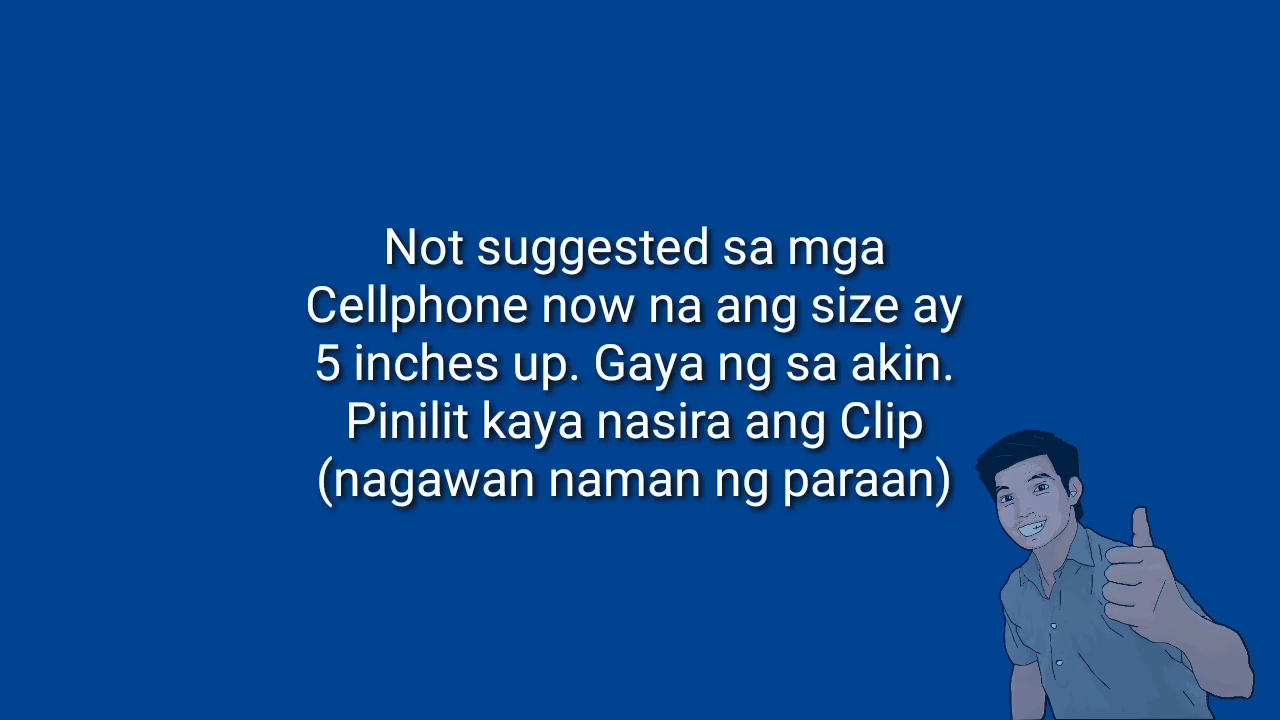 Not suggested sa mga
Cellphone now na ang size ay
5 inches up. Gaya ng sa akin.
Pinilit kaya nasira ang Clip
(nagawan naman ng paraan)